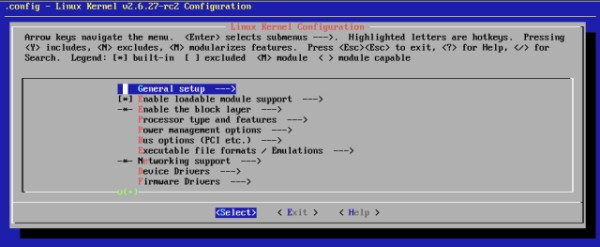 .config - Linux Kernel v2.6.27-rc2 Configuration
Linux Kernel Configuration
Arrow keys navigate the menu.  <Enter> selects submenus --->.  Highlighted letters are hotkeys.  Pressing
<Y> includes, <N> excludes, <M> modularizes features.  Press <Esc><Esc> to exit, <?> for Help, </> for
Search.  Legend: [*] built-in  [ ] excluded  <M> module  < > module capable
General setup  --->
[*] Enable loadable module support  --->
-*- Enable the block layer  --->
Processor type and features  --->
Power management options  --->
Bus options (PCI etc.)  --->
Executable file formats / Emulations  --->
-*- Networking support  --->
Device Drivers  --->
Firmware Drivers  --->
v(+)
<Select>    < Exit >    < Help >